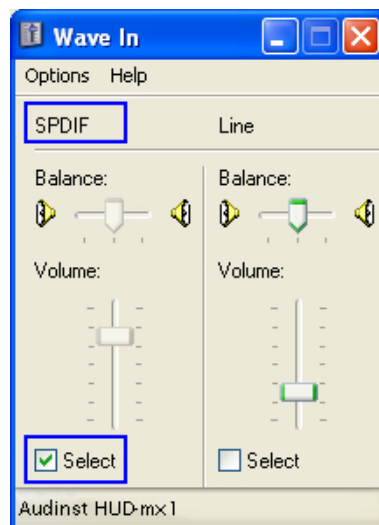 Wave In
Options Help
SPDIF Line
Balance: Balance:
Volume: Volume:
Select Select
Audinst HUD-mx1